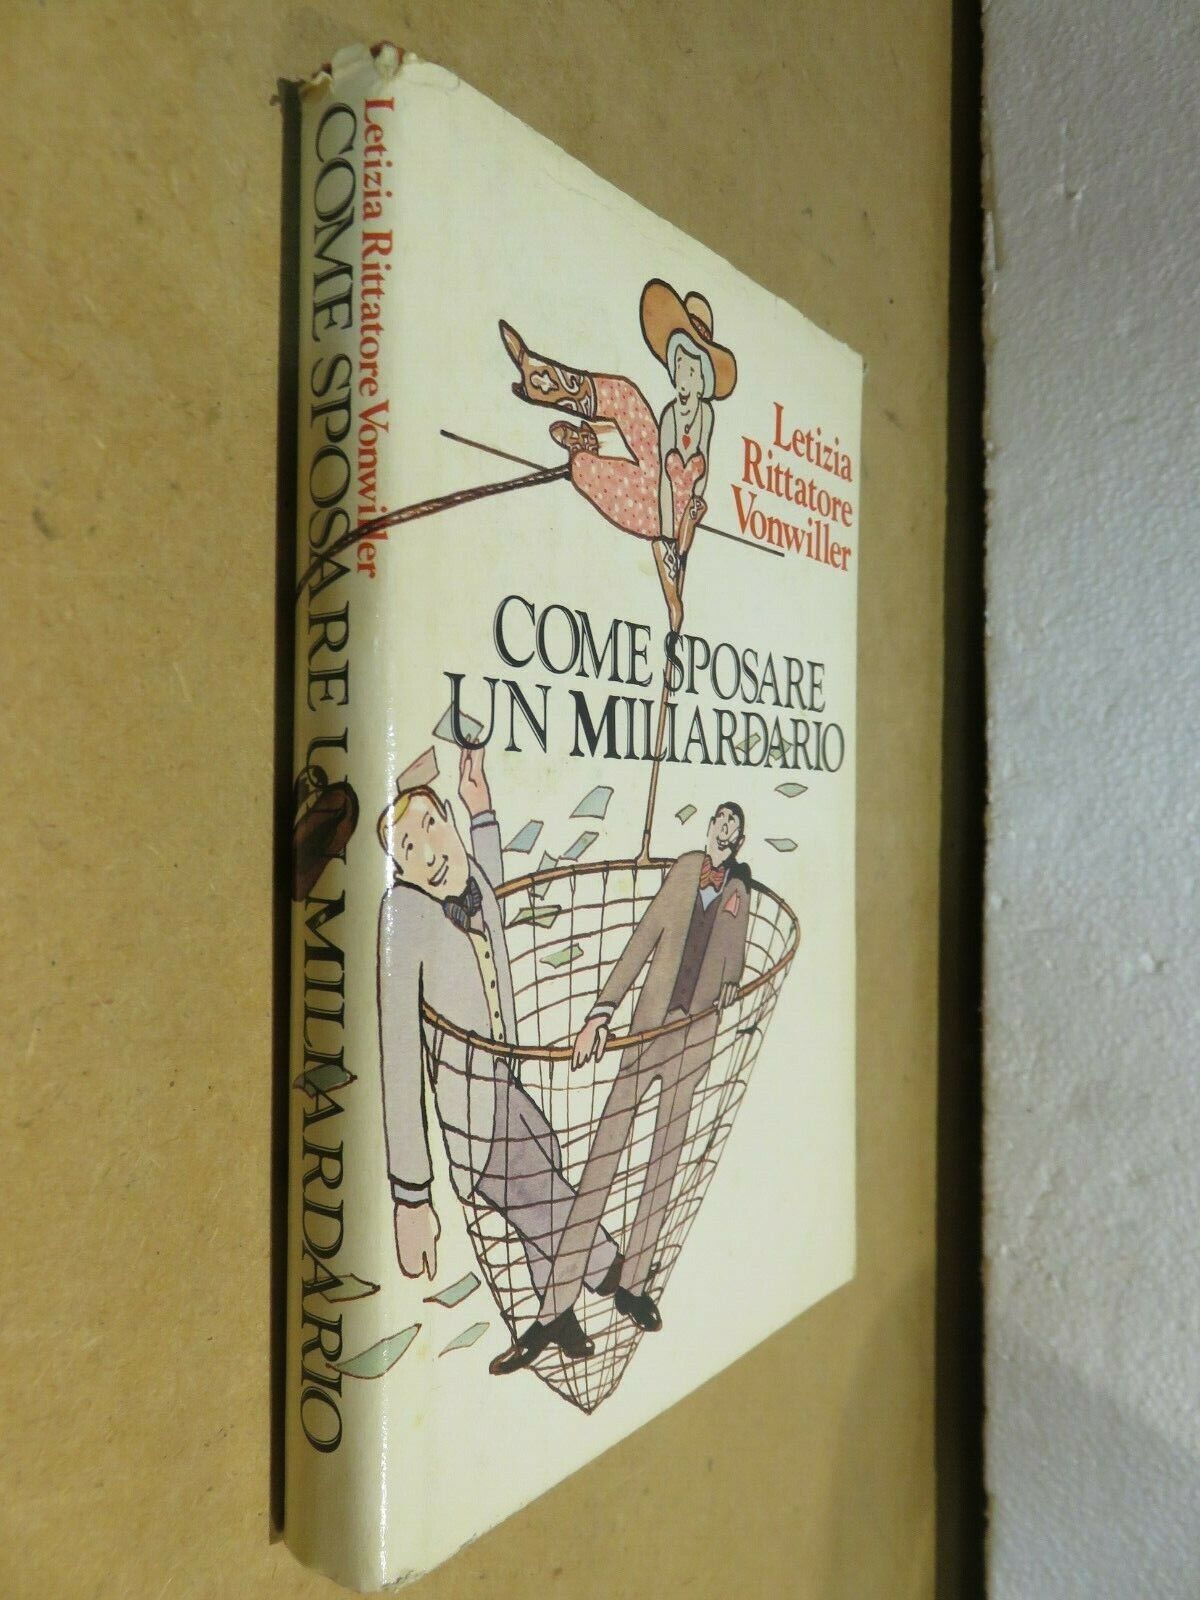 Letizia Rittatore Vonwiller
COME SPOSARE UN MILIARDARIO
Letizia
Rittatore
Vonwiller
COME SPOSARE
UN MILIARDARIO